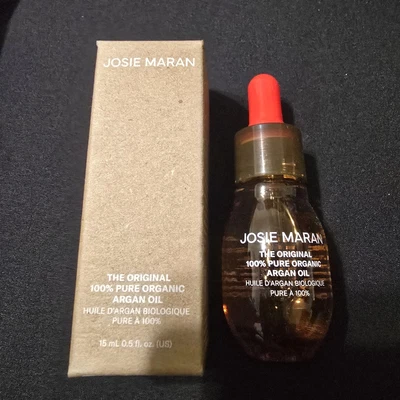 JOSIE MARAN
THE ORIGINAL
100% PURE ORGANIC
ARGAN OIL
HUILE D'ARGAN BIOLOGIQUE
PURE À 100%
15 mL 0.5 fl. oz. (US)
JOSIE MARAN
THE ORIGINAL
100% PURE ORGANIC
ARGAN OIL
HUILE D'ARGAN BIOLOGIQUE
PURE À 100%